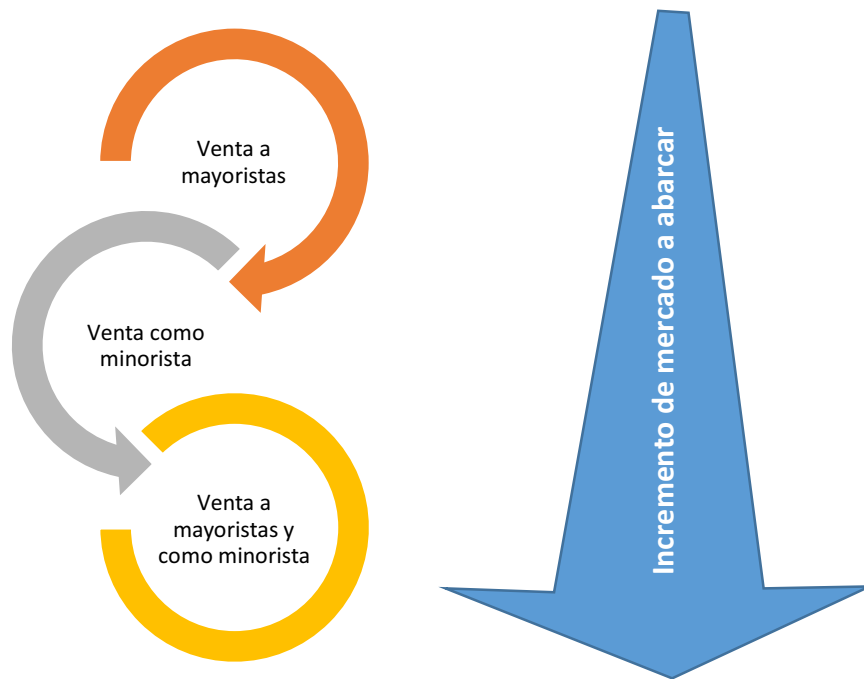 Venta a
mayoristas
Venta como
minorista
Venta a
mayoristas y
como minorista
Incremento de mercado a abarcar